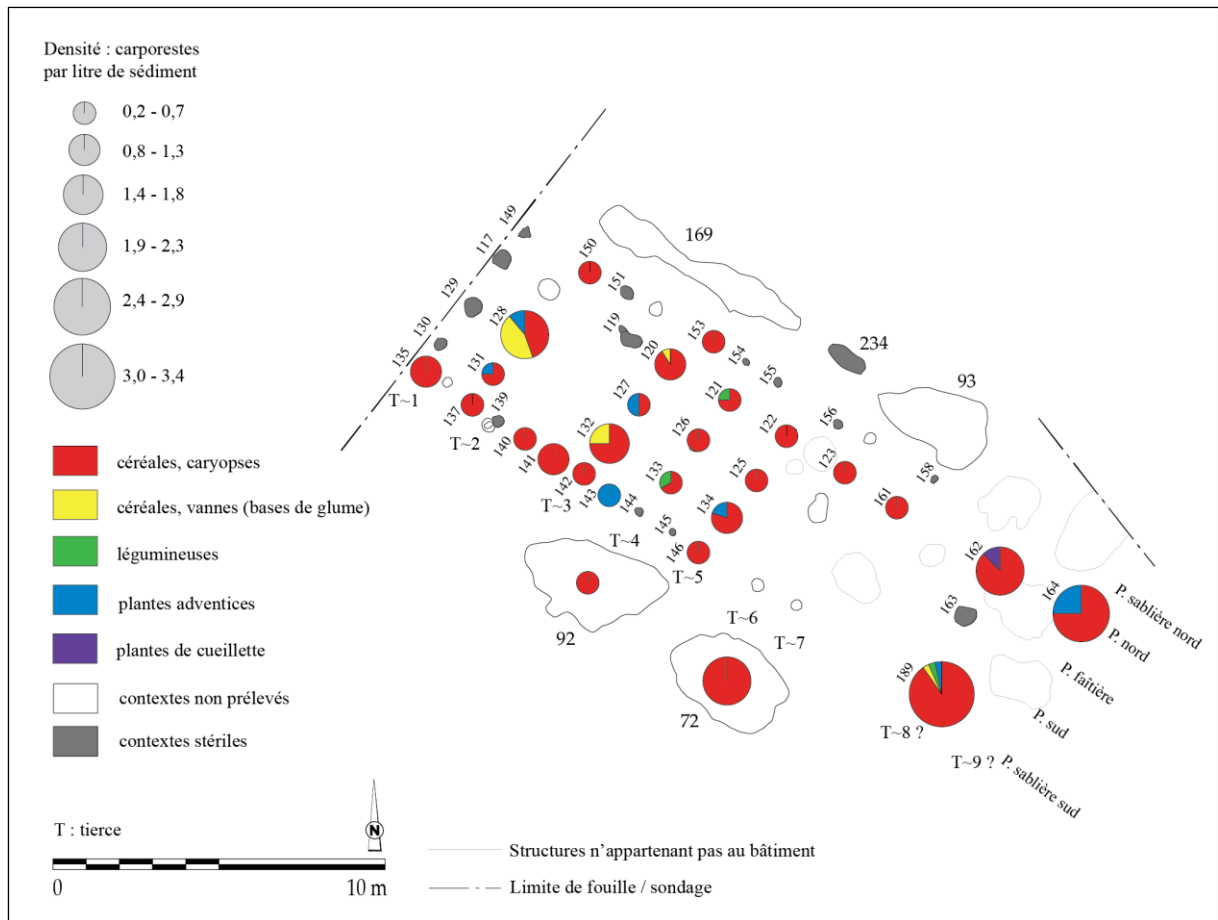 Densité : carporestes
par litre de sédiment
0,2 - 0,7
0,8 - 1,3
1,4 - 1,8
1,9 - 2,3
2,4 - 2,9
3,0 - 3,4
céréales, caryopses
céréales, vannes (bases de glume)
légumineuses
plantes adventices
plantes de cueillette
contextes non prélevés
contextes stériles
T : tierce
0
10 m
N
Structures n’appartenant pas au bâtiment
Limite de fouille / sondage
149
117
129
130
135
T~1
150
151
169
128
131
119
120
153
154
155
234
93
137
139
T~2
127
121
140
132
126
122
156
141
142
143
T~3
133
125
123
158
144
T~4
145
134
161
146
T~5
92
T~6
T~7
72
162
163
164
189
T~8 ?
T~9 ?
P. sablière nord
P. nord
P. faîtière
P. sud
P. sablière sud